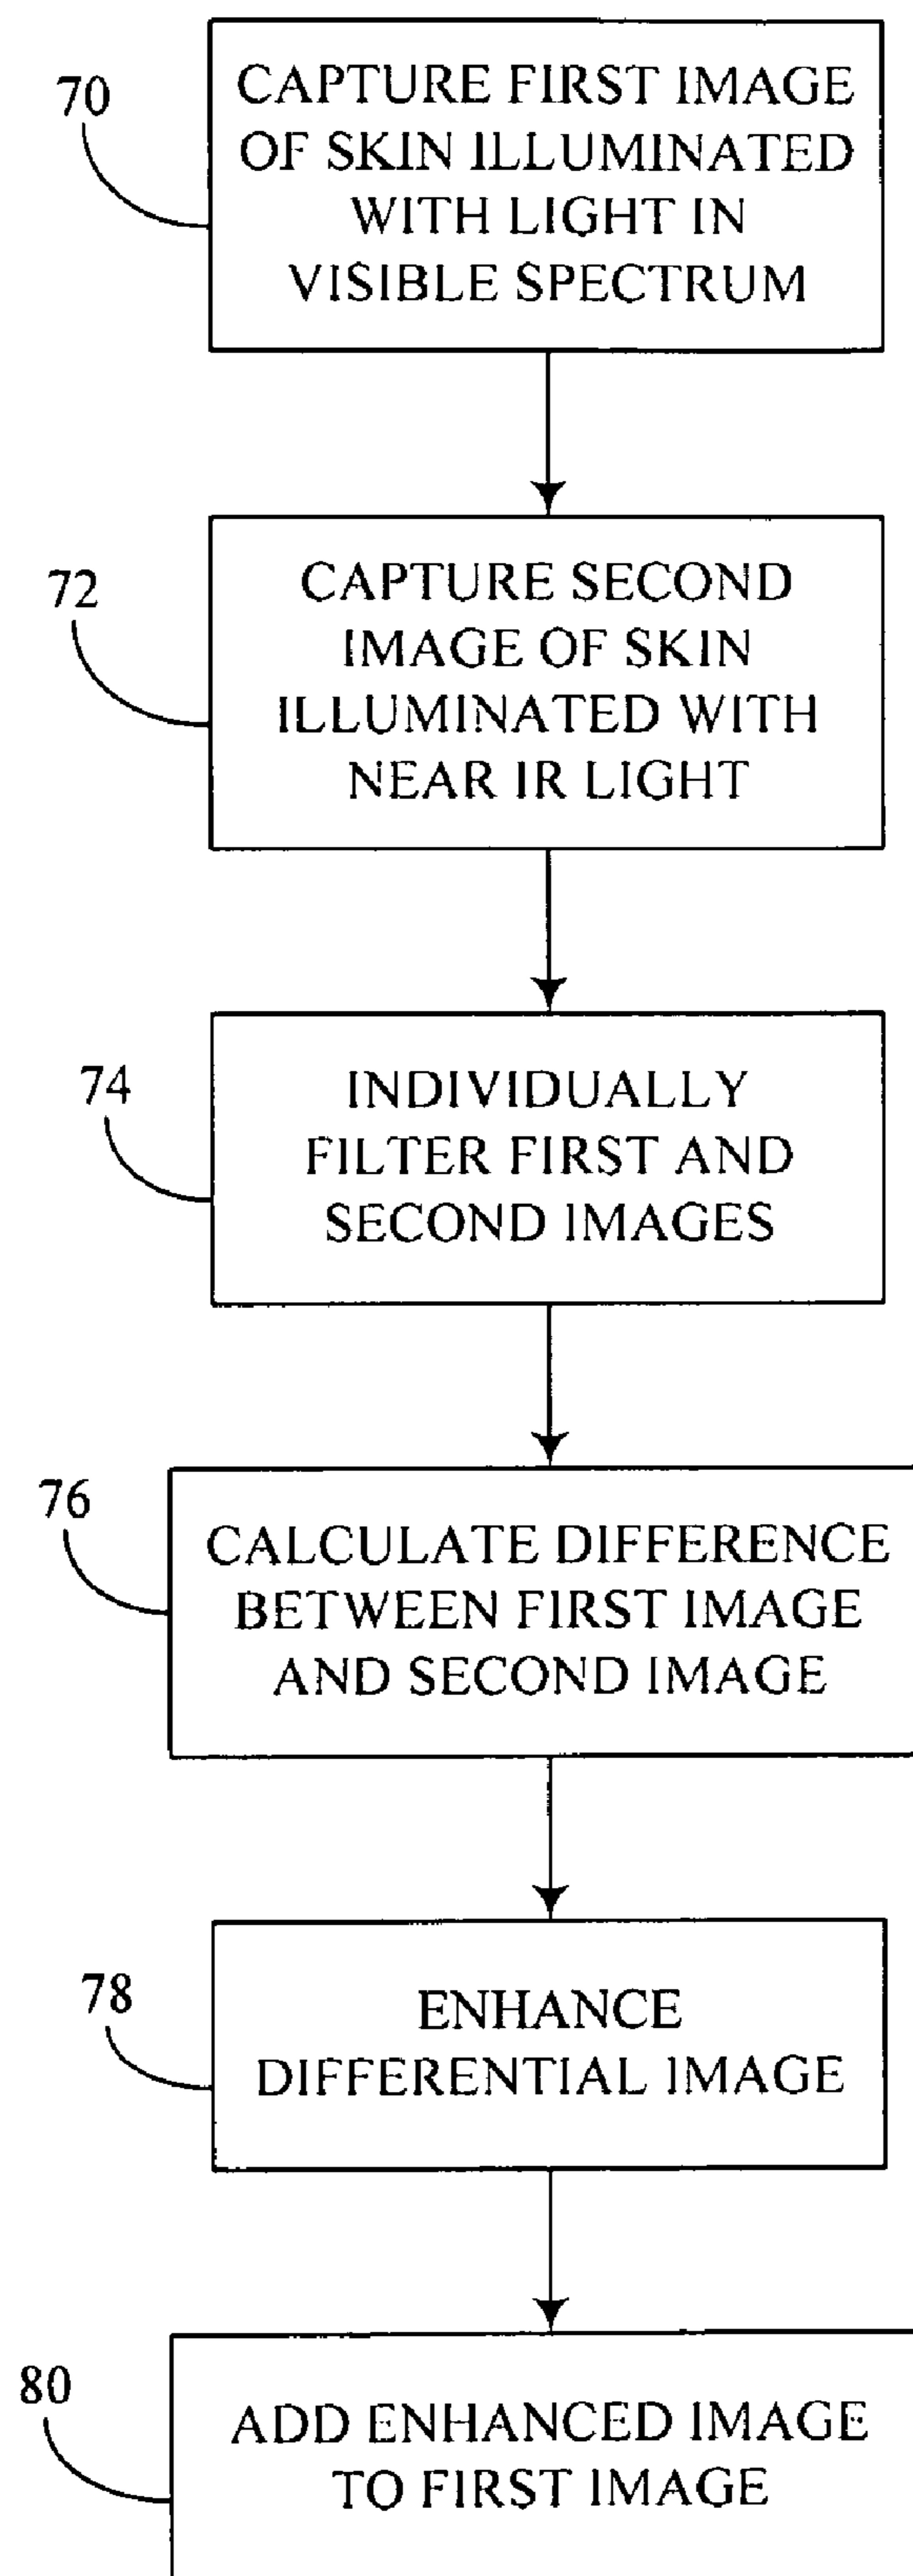 70
CAPTURE FIRST IMAGE
OF SKIN ILLUMINATED
WITH LIGHT IN
VISIBLE SPECTRUM
72
CAPTURE SECOND
IMAGE OF SKIN
ILLUMINATED WITH
NEAR IR LIGHT
74
INDIVIDUALLY
FILTER FIRST AND
SECOND IMAGES
76
CALCULATE DIFFERENCE
BETWEEN FIRST IMAGE
AND SECOND IMAGE
78
ENHANCE
DIFFERENTIAL IMAGE
80
ADD ENHANCED IMAGE
TO FIRST IMAGE